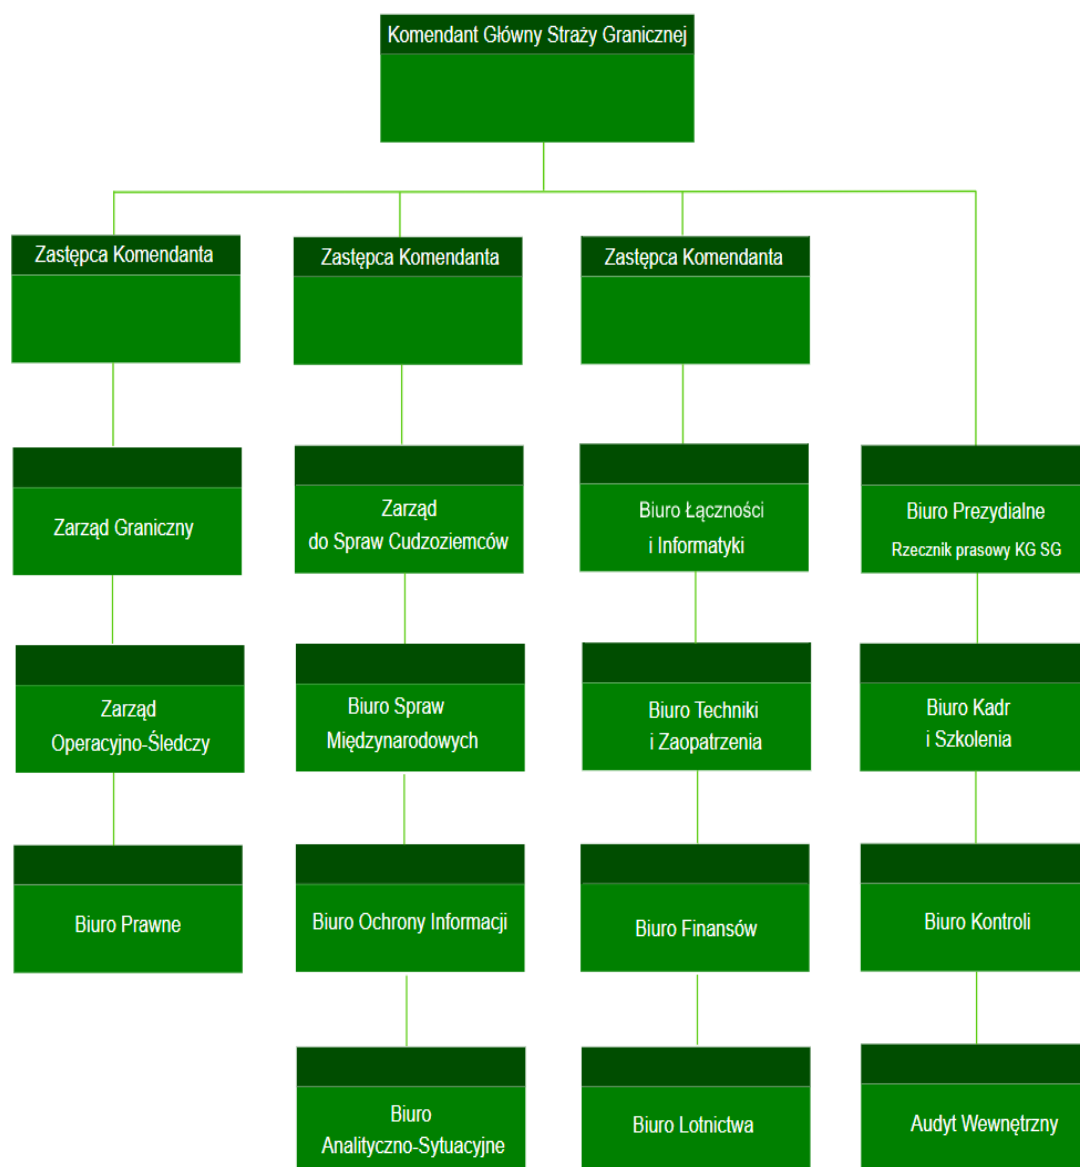 Komendant Główny Straży Granicznej
Zastępca Komendanta
Zastępca Komendanta
Zastępca Komendanta
Zarząd Graniczny
Zarząd
do Spraw Cudzoziemców
Biuro Łączności
i Informatyki
Biuro Prezydialne
Rzecznik prasowy KG SG
Zarząd
Operacyjno-Śledczy
Biuro Spraw
Międzynarodowych
Biuro Techniki
i Zaopatrzenia
Biuro Kadr
i Szkolenia
Biuro Prawne
Biuro Ochrony Informacji
Biuro Finansów
Biuro Kontroli
Biuro
Analityczno-Sytuacyjne
Biuro Lotnictwa
Audyt Wewnętrzny